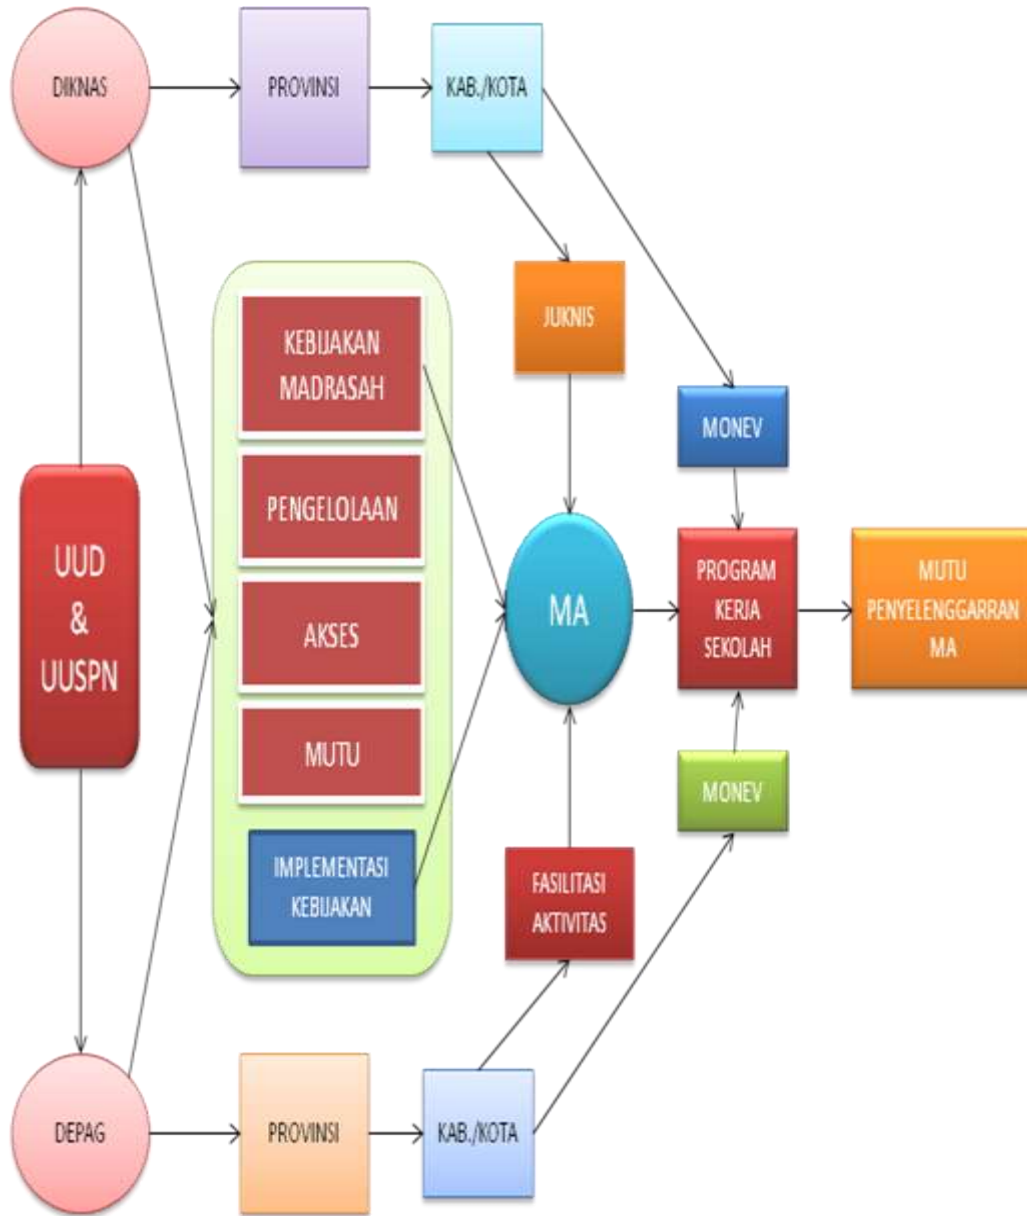 DIKNAS
PROVINSI
KAB./KOTA
JUKNIS
KEBIJAKAN
MADRASAH
MONEV
PENGELOLAAN
UUD
&
UUSPN
AKSES
MA
PROGRAM
KERJA
SEKOLAH
MUTU
PENYELENGGARRAN
MA
MUTU
MONEV
IMPLEMENTASI
KEBIJAKAN
FASILITASI
AKTIVITAS
DEPAG
PROVINSI
KAB./KOTA